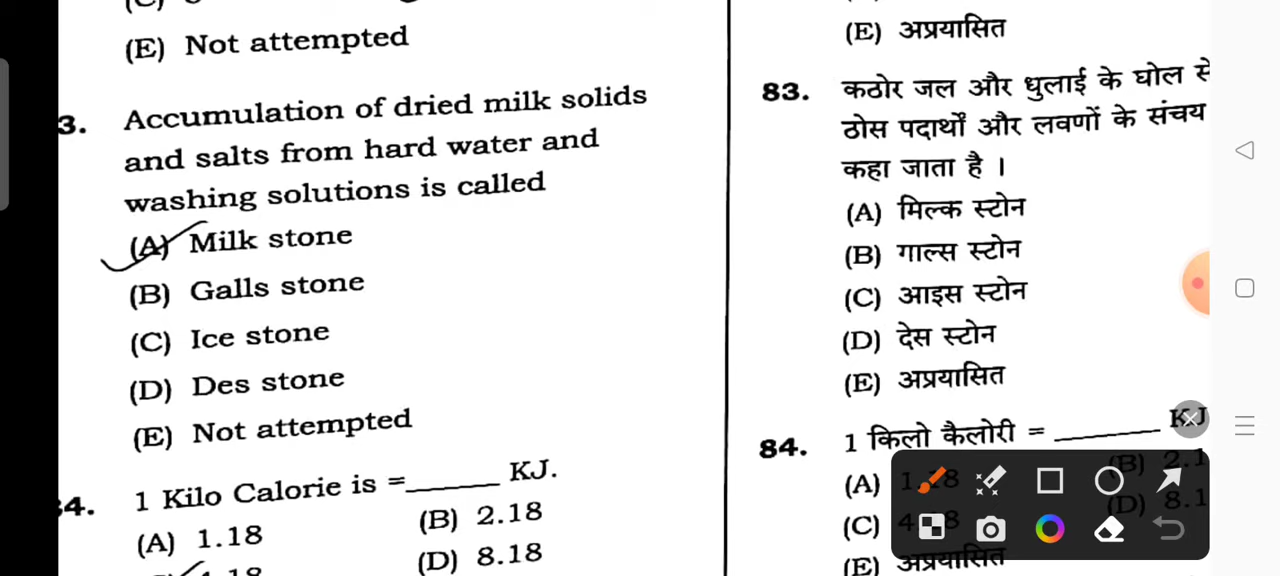 (E) Not attempted
3. Accumulation of dried milk solids
and salts from hard water and
washing solutions is called
(A) Milk stone
(B) Galls stone
(C) Ice stone
(D) Des stone
(E) Not attempted
34. 1 Kilo Calorie is =______ KJ.
(A) 1.18
(B) 2.18
(D) 8.18
(E) अप्रयासित
83. कठोर जल और धुलाई के घोल से
ठोस पदार्थों और लवणों के संचय
कहा जाता है ।
(A) मिल्क स्टोन
(B) गाल्स स्टोन
(C) आइस स्टोन
(D) देस स्टोन
(E) अप्रयासित
84. 1 किलो कैलोरी = ______ KJ
(A)
(B) 2.1
(C)
(D) 8.1
(E) अप्रयासित